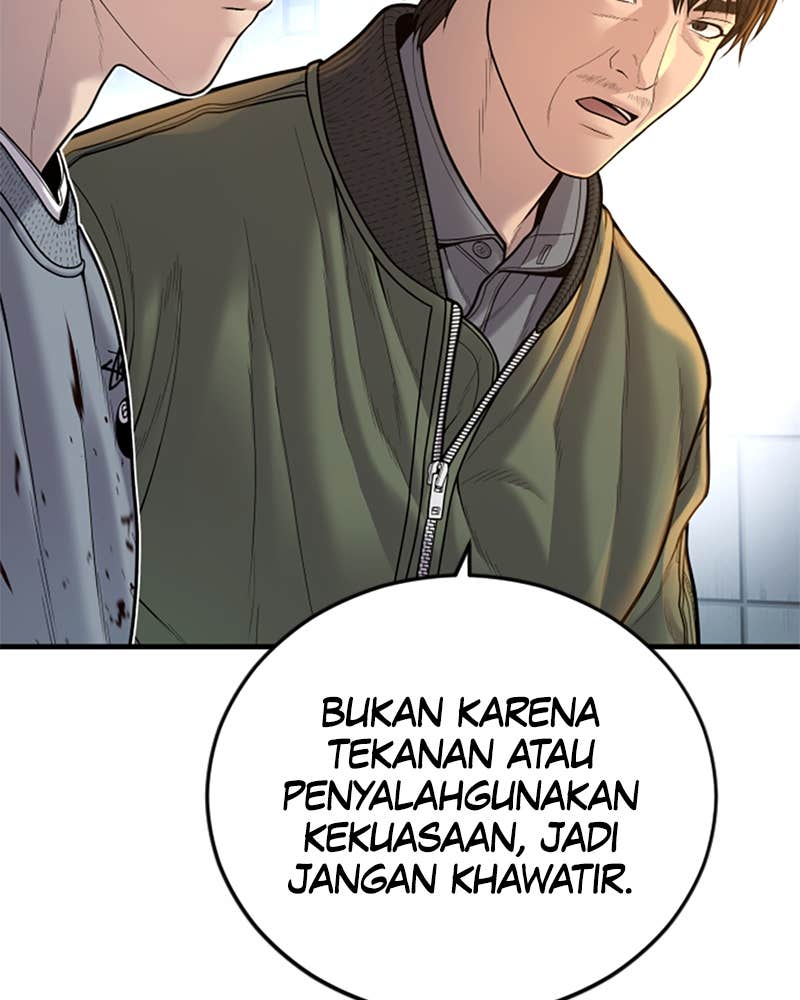 BUKAN KARENA
TEKANAN ATAU
PENYALAHGUNAKAN
KEKUASAAN, JADI
JANGAN KHAWATIR.